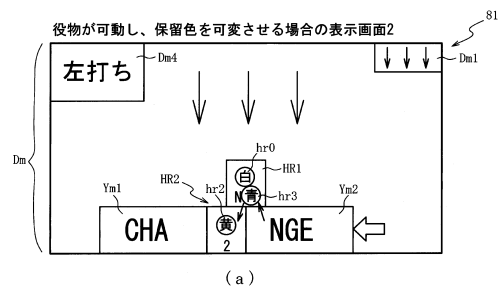 役物が可動し、保留色を可変させる場合の表示画面2
81
左打ち
Dm4
Dm1
Dm
hr0
白
HR1
HR2
hr2
N
青
hr3
Ym1
Ym2
CHA
黄
2
NGE
(a)